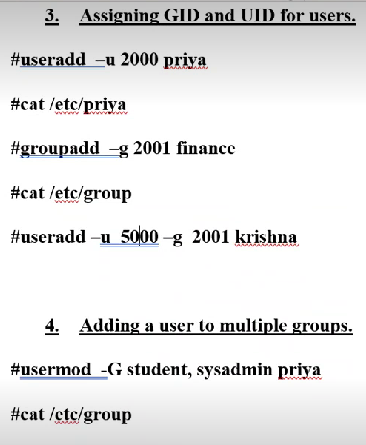 3. Assigning GID and UID for users.
#useradd –u 2000 priya
#cat /etc/priya
#groupadd –g 2001 finance
#cat /etc/group
#useradd –u 5000 –g 2001 krishna
4. Adding a user to multiple groups.
#usermod -G student, sysadmin priya
#cat /etc/group